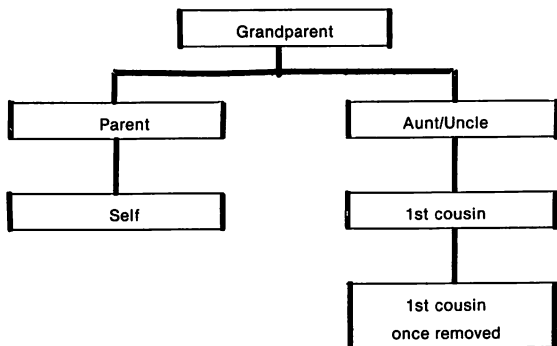 Grandparent
Parent
Aunt/Uncle
Self
1st cousin
1st cousin
once removed